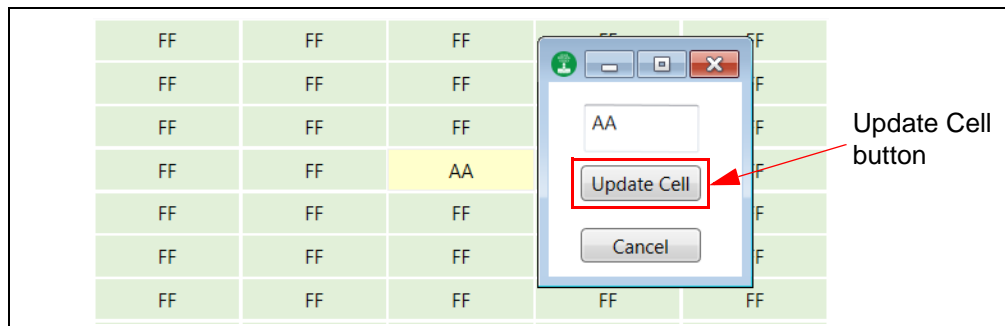 FF FF FF FF F
FF FF FF F
FF FF FF AA F
Update Cell
button
FF FF AA Update Cell F
FF FF FF F
FF FF FF Cancel F
FF FF FF FF FF